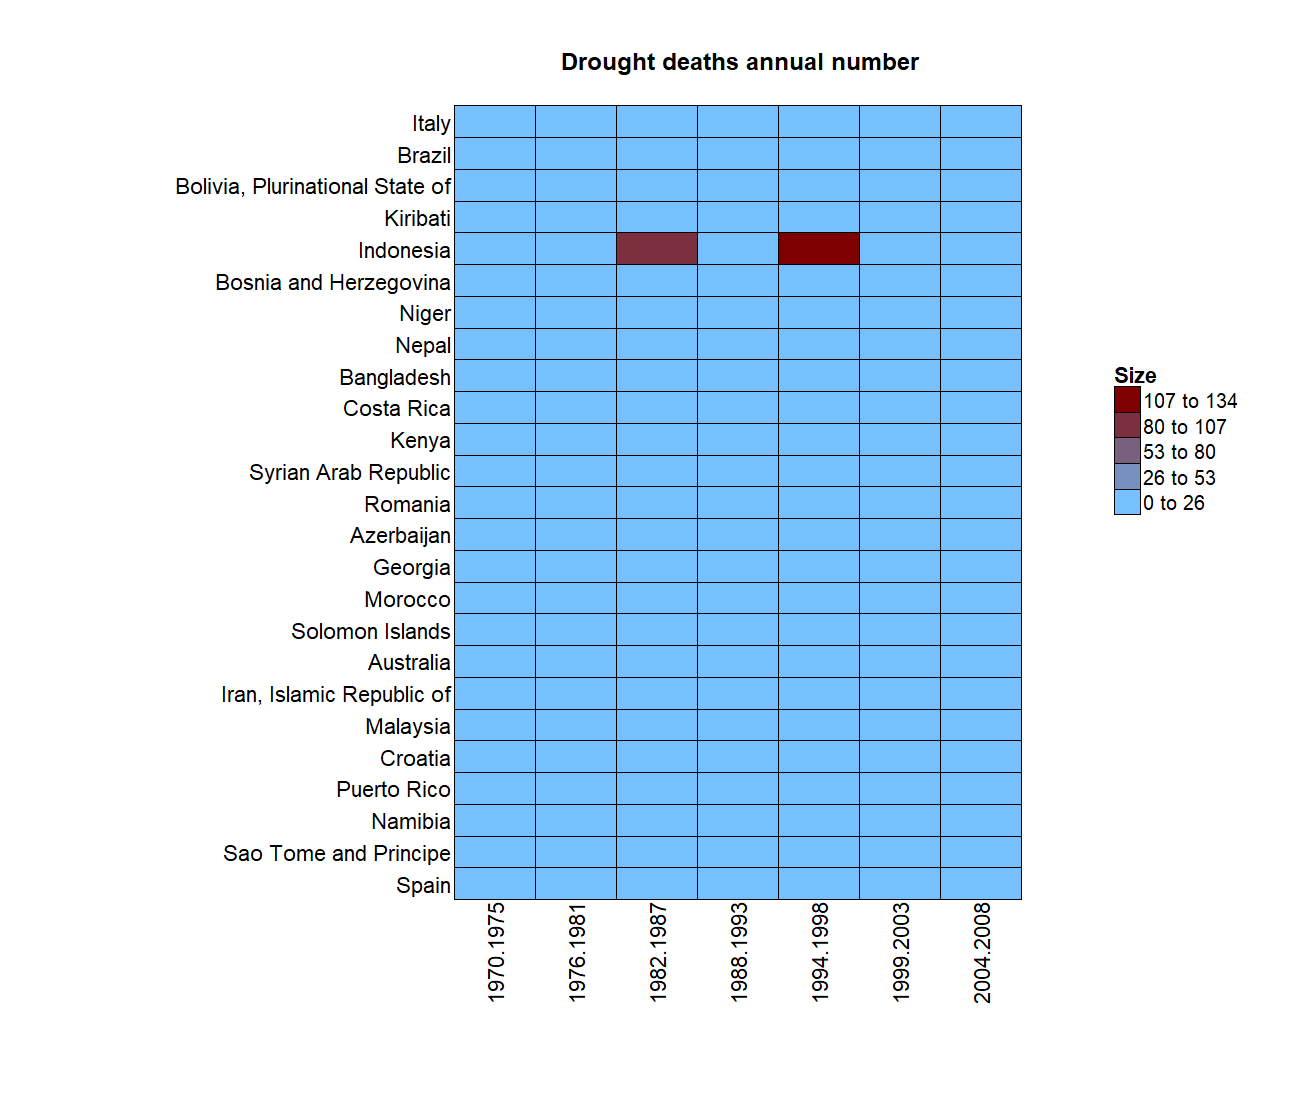 Drought deaths annual number
Italy
Brazil
Bolivia, Plurinational State of
Kiribati
Indonesia
Bosnia and Herzegovina
Niger
Nepal
Bangladesh
Costa Rica
Kenya
Syrian Arab Republic
Romania
Azerbaijan
Georgia
Morocco
Solomon Islands
Australia
Iran, Islamic Republic of
Malaysia
Croatia
Puerto Rico
Namibia
Sao Tome and Principe
Spain
1970.1975
1976.1981
1982.1987
1988.1993
1994.1998
1999.2003
2004.2008
Size
107 to 134
80 to 107
53 to 80
26 to 53
0 to 26